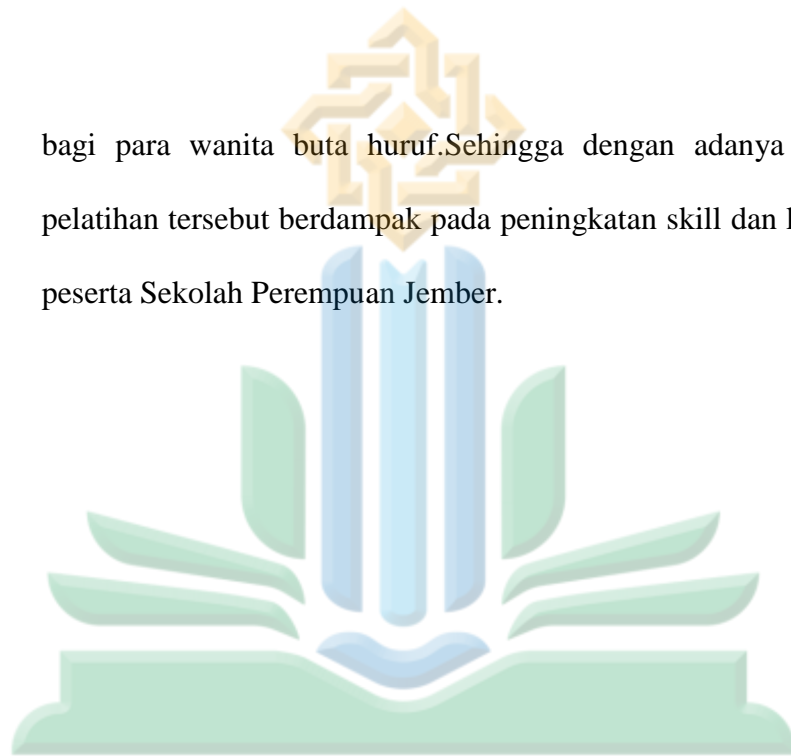 bagi para wanita buta huruf.Sehingga dengan adanya
pelatihan tersebut berdampak pada peningkatan skill dan
peserta Sekolah Perempuan Jember.